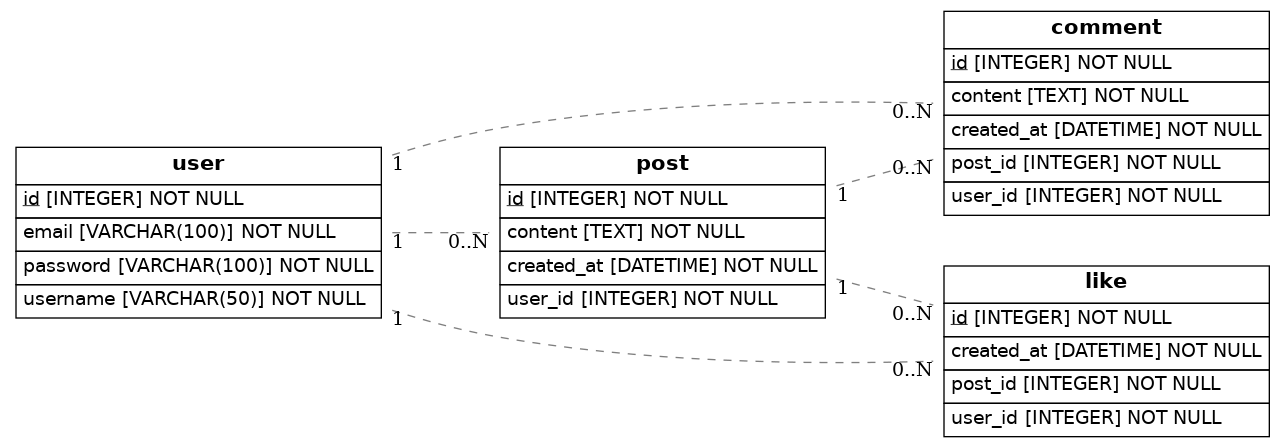 user
id [INTEGER] NOT NULL
email [VARCHAR(100)] NOT NULL
password [VARCHAR(100)] NOT NULL
username [VARCHAR(50)] NOT NULL
1
1
1
0..N
post
id [INTEGER] NOT NULL
content [TEXT] NOT NULL
created_at [DATETIME] NOT NULL
user_id [INTEGER] NOT NULL
1
1
0..N
0..N
comment
id [INTEGER] NOT NULL
content [TEXT] NOT NULL
created_at [DATETIME] NOT NULL
post_id [INTEGER] NOT NULL
user_id [INTEGER] NOT NULL
0..N
0..N
like
id [INTEGER] NOT NULL
created_at [DATETIME] NOT NULL
post_id [INTEGER] NOT NULL
user_id [INTEGER] NOT NULL